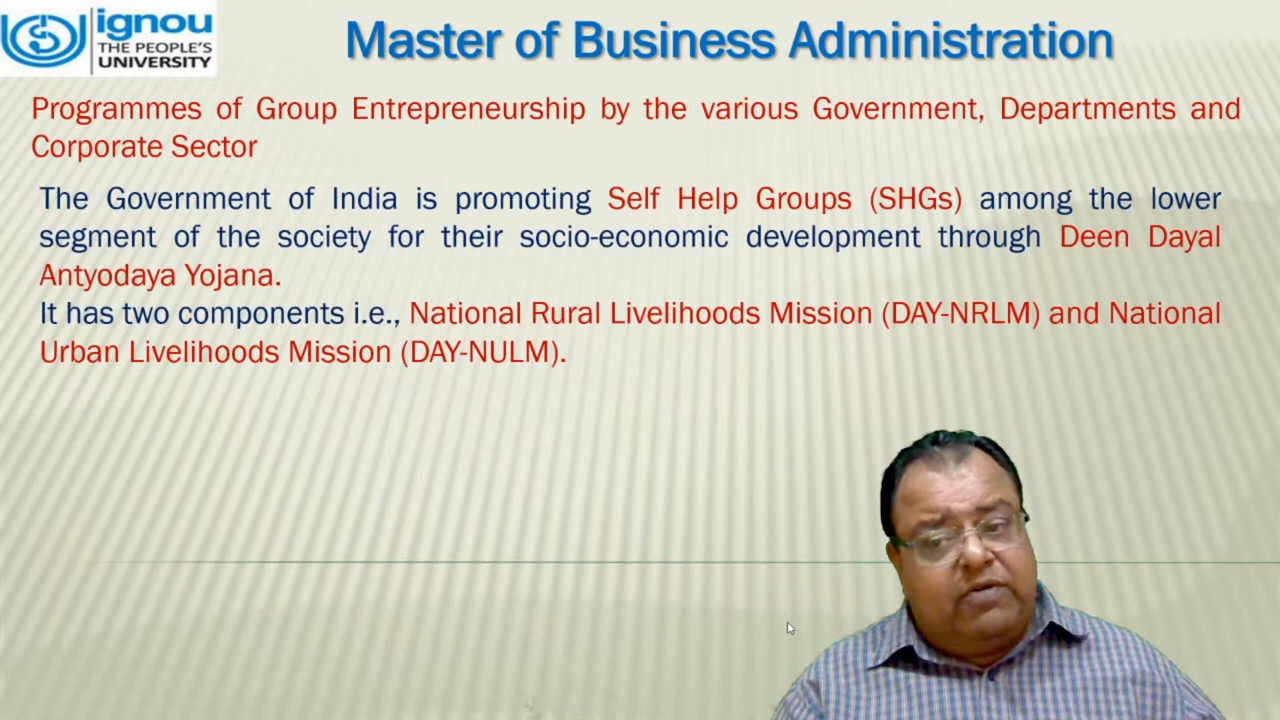 ignou
THE PEOPLE'S
UNIVERSITY
Master of Business Administration
Programmes of Group Entrepreneurship by the various Government, Departments and
Corporate Sector
The Government of India is promoting Self Help Groups (SHGs) among the lower
segment of the society for their socio-economic development through Deen Dayal
Antyodaya Yojana.
It has two components i.e., National Rural Livelihoods Mission (DAY-NRLM) and National
Urban Livelihoods Mission (DAY-NULM).